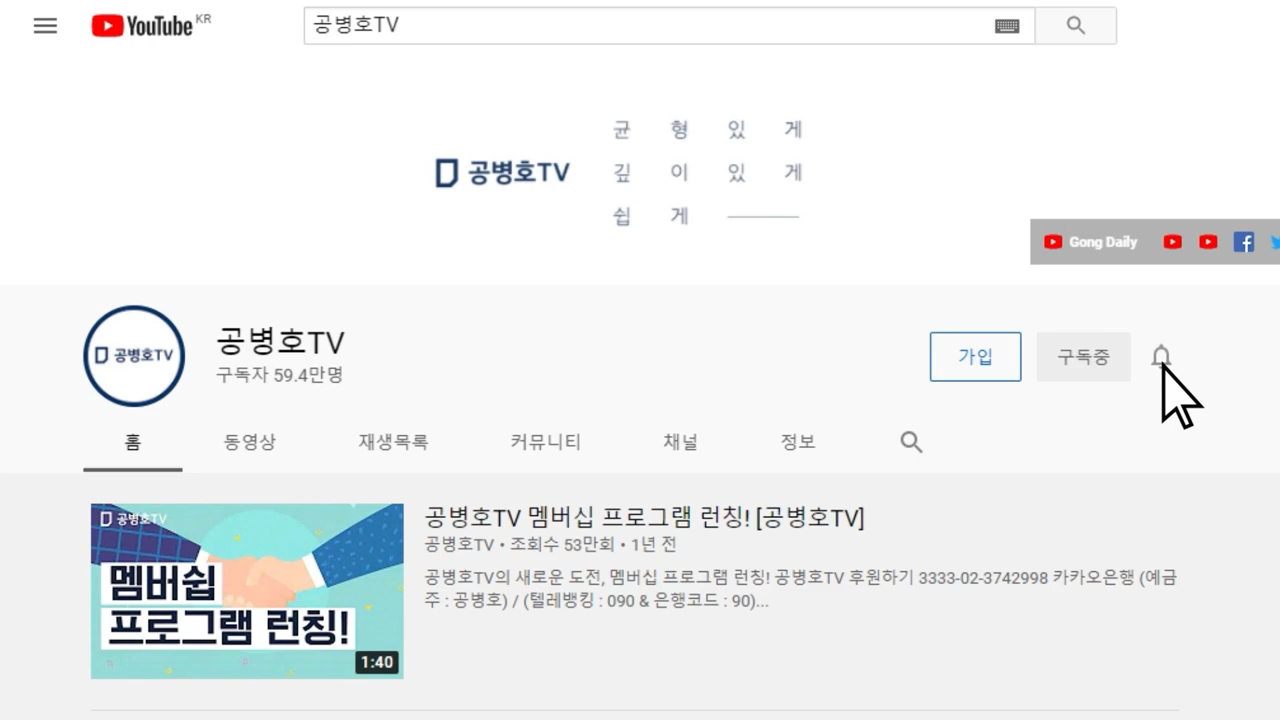 YouTube KR
공병호TV
공병호TV
균 형 있 게
깊 이 있 게
쉽 게
Gong Daily
공병호TV
공병호TV
구독자 59.4만명
가입
구독중
홈
동영상
재생목록
커뮤니티
채널
정보
공병호TV
멤버쉽
프로그램 런칭!
1:40
공병호TV 멤버십 프로그램 런칭! [공병호TV]
공병호TV • 조회수 53만회 • 1년 전
공병호TV의 새로운 도전, 멤버십 프로그램 런칭! 공병호TV 후원하기 3333-02-3742998 카카오은행 (예금
주 : 공병호) / (텔레뱅킹 : 090 & 은행코드 : 90)...